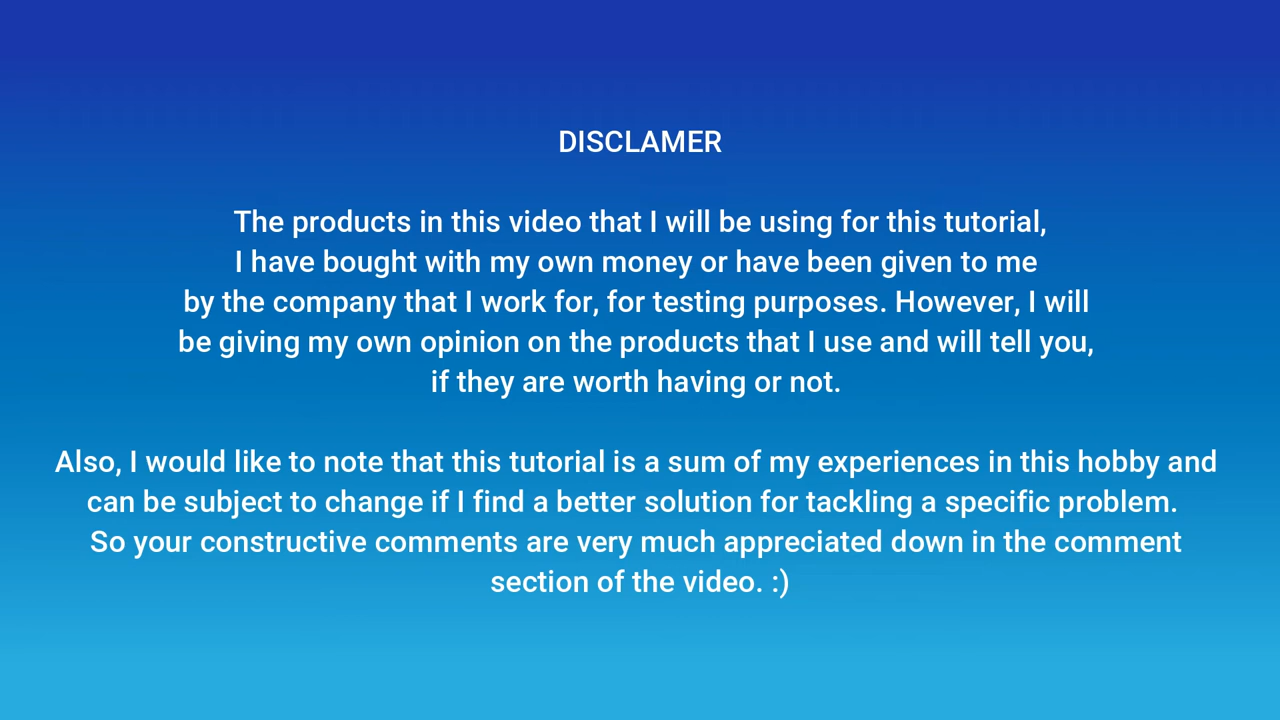 DISCLAMER
The products in this video that I will be using for this tutorial,
I have bought with my own money or have been given to me
by the company that I work for, for testing purposes. However, I will
be giving my own opinion on the products that I use and will tell you,
if they are worth having or not.
Also, I would like to note that this tutorial is a sum of my experiences in this hobby and
can be subject to change if I find a better solution for tackling a specific problem.
So your constructive comments are very much appreciated down in the comment
section of the video. :)